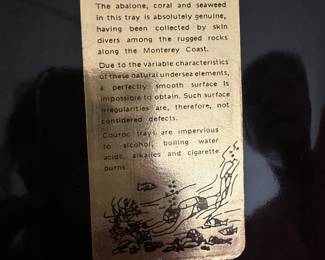 The abalone, coral and seaweed
in this tray is absolutely genuine,
having been collected by skin
divers among the rugged rocks
along the Monterey Coast.
Due to the variable characteristics
of these natural undersea elements,
a perfectly smooth surface is
impossible to obtain. Such surface
irregularities are, therefore, not
considered defects.
Couroc trays are impervious
to alcohol, boiling water
acids, alkalies and cigarette
burns.